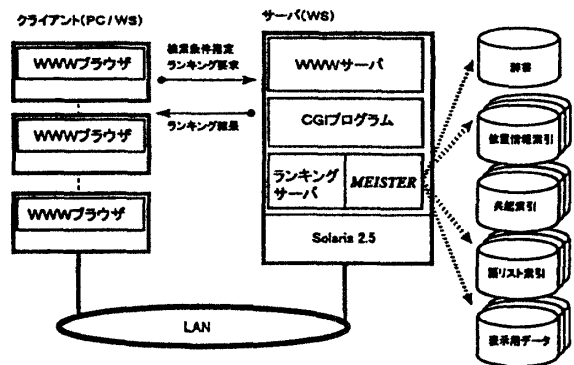 クライアント(PC/WS)
サーバ(WS)
WWWブラウザ
WWWブラウザ
WWWブラウザ
検索条件指定
ランキング要求
ランキング結果
WWWサーバ
CGIプログラム
ランキング
サーバ
MEISTER
Solaris 2.5
LAN
辞書
位置情報索引
共起索引
語リスト索引
表示用データ